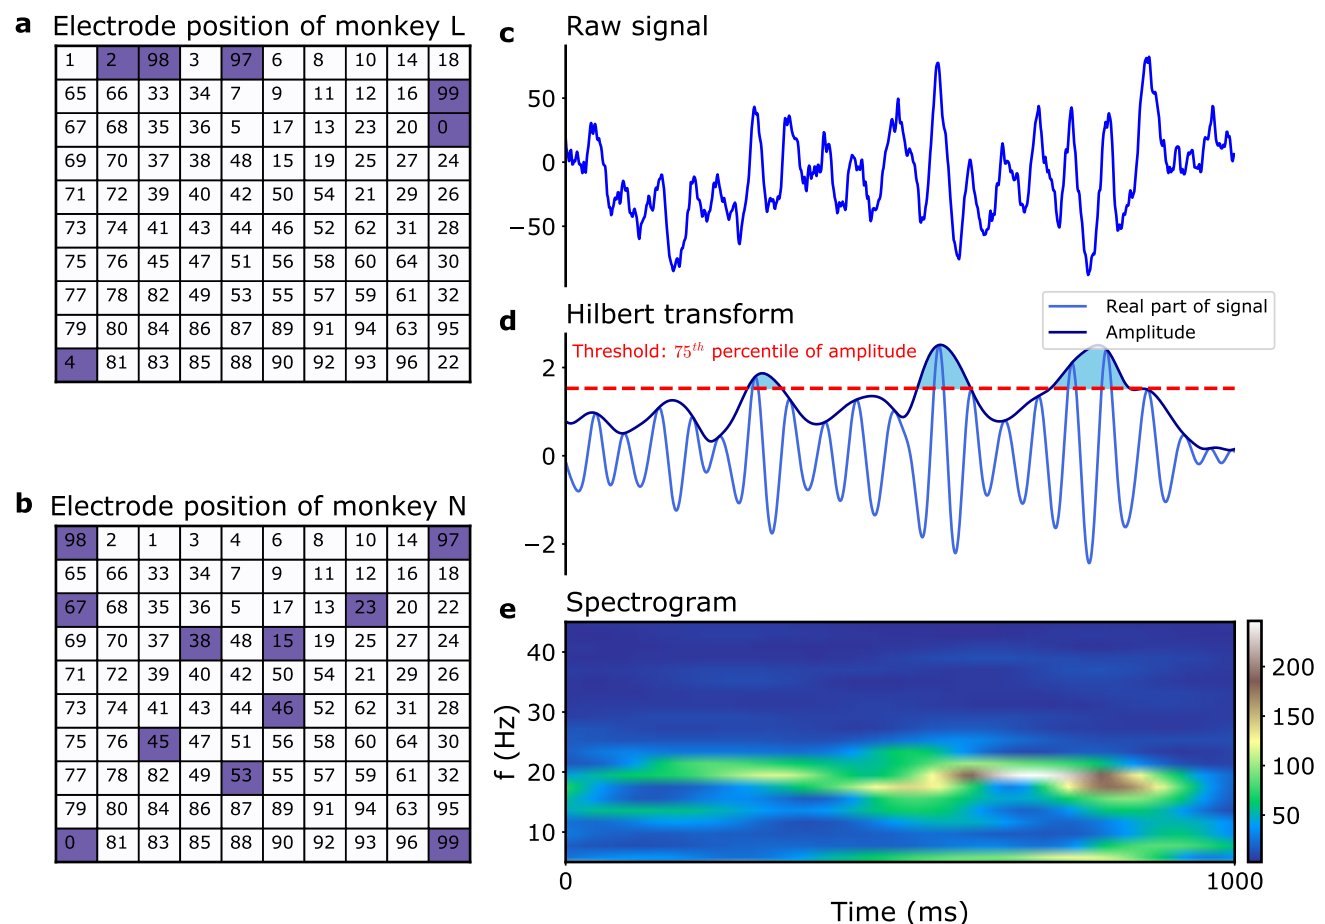 a Electrode position of monkey L
1 2 98 3 97 6 8 10 14 18
65 66 33 34 7 9 11 12 16 99
67 68 35 36 5 17 13 23 20 0
69 70 37 38 48 15 19 25 27 24
71 72 39 40 42 50 54 21 29 26
73 74 41 43 44 46 52 62 31 28
75 76 45 47 51 56 58 60 64 30
77 78 82 49 53 55 57 59 61 32
79 80 84 86 87 89 91 94 63 95
4 81 83 85 88 90 92 93 96 22
b Electrode position of monkey N
98 2 1 3 4 6 8 10 14 97
65 66 33 34 7 9 11 12 16 18
67 68 35 36 5 17 13 23 20 22
69 70 37 38 48 15 19 25 27 24
71 72 39 40 42 50 54 21 29 26
73 74 41 43 44 46 52 62 31 28
75 76 45 47 51 56 58 60 64 30
77 78 82 49 53 55 57 59 61 32
79 80 84 86 87 89 91 94 63 95
0 81 83 85 88 90 92 93 96 99
c Raw signal
50
0
−50
d Hilbert transform
Real part of signal
Amplitude
Threshold: 75th percentile of amplitude
2
0
−2
e Spectrogram
40
30
20
10
f (Hz)
0 1000
Time (ms)
200
150
100
50